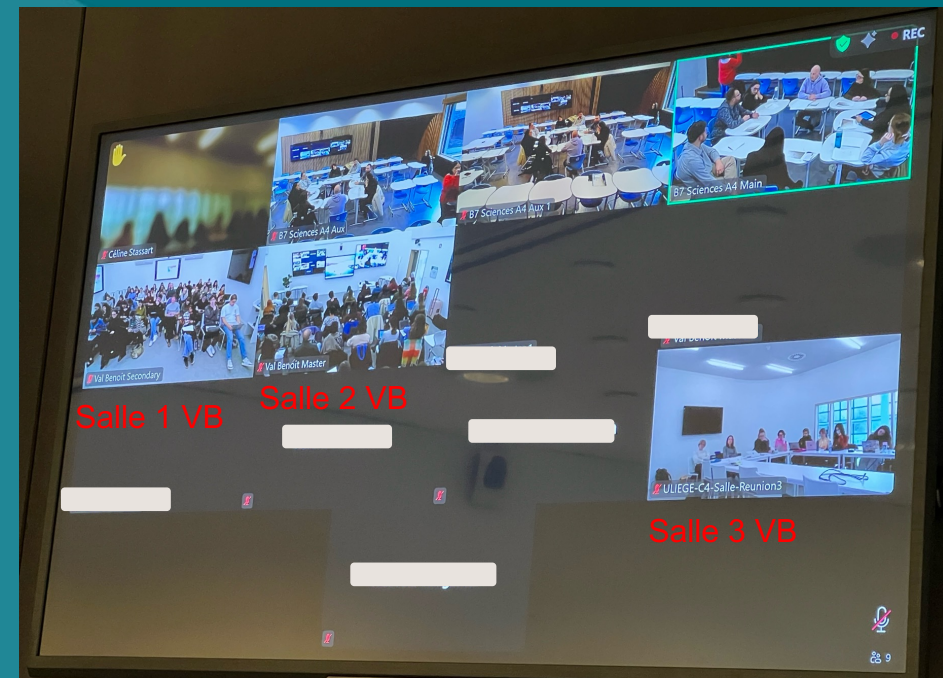 REC
Céline Stassart
B7 Sciences A4 Aux
B7 Sciences A4 Aux 1
B7 Sciences A4 Main
Val Benoit Secondary
Val Benoit Master
Salle 1 VB
Salle 2 VB
ULIEGE-C4-Salle-Reunion3
Salle 3 VB
9